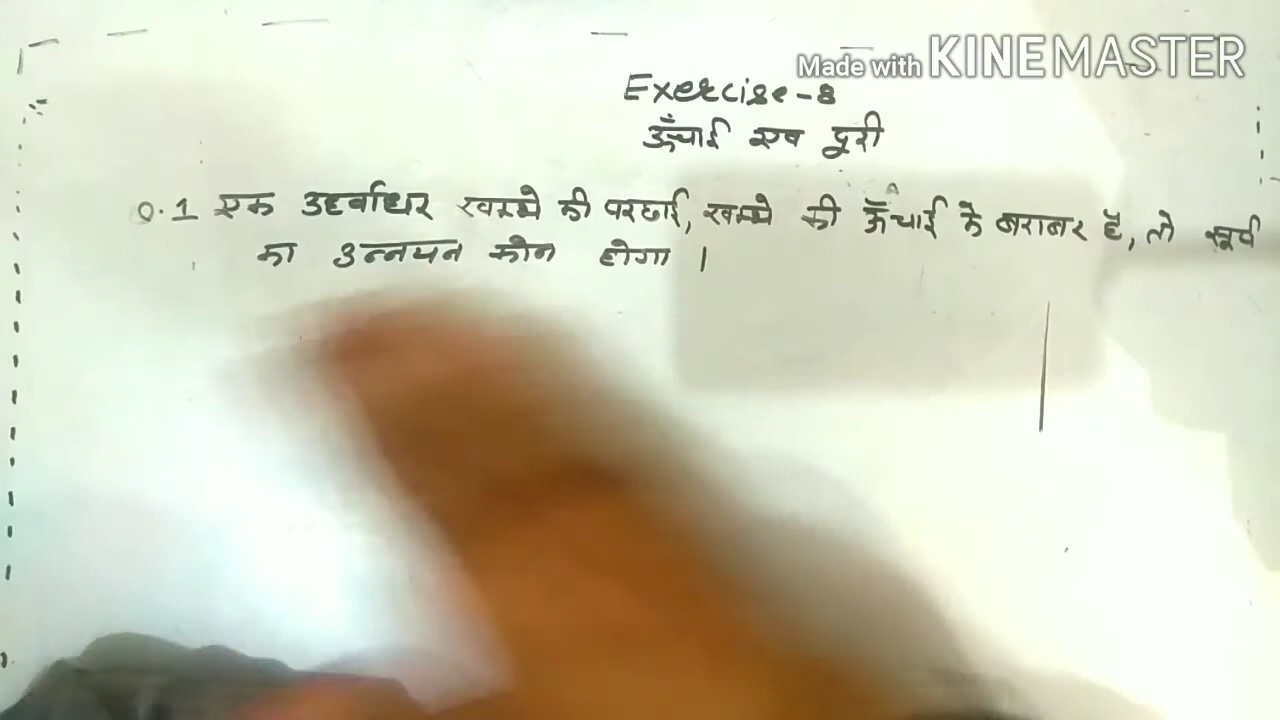 Made with KINEMASTER
Exercise-8
ऊँचाई एव दूरी
Q.1 एक उर्ध्वाधर खम्भे की परछाई, खम्भे की ऊँचाई के बराबर है, तो सूर्य
का उन्नयन कोन होगा ।